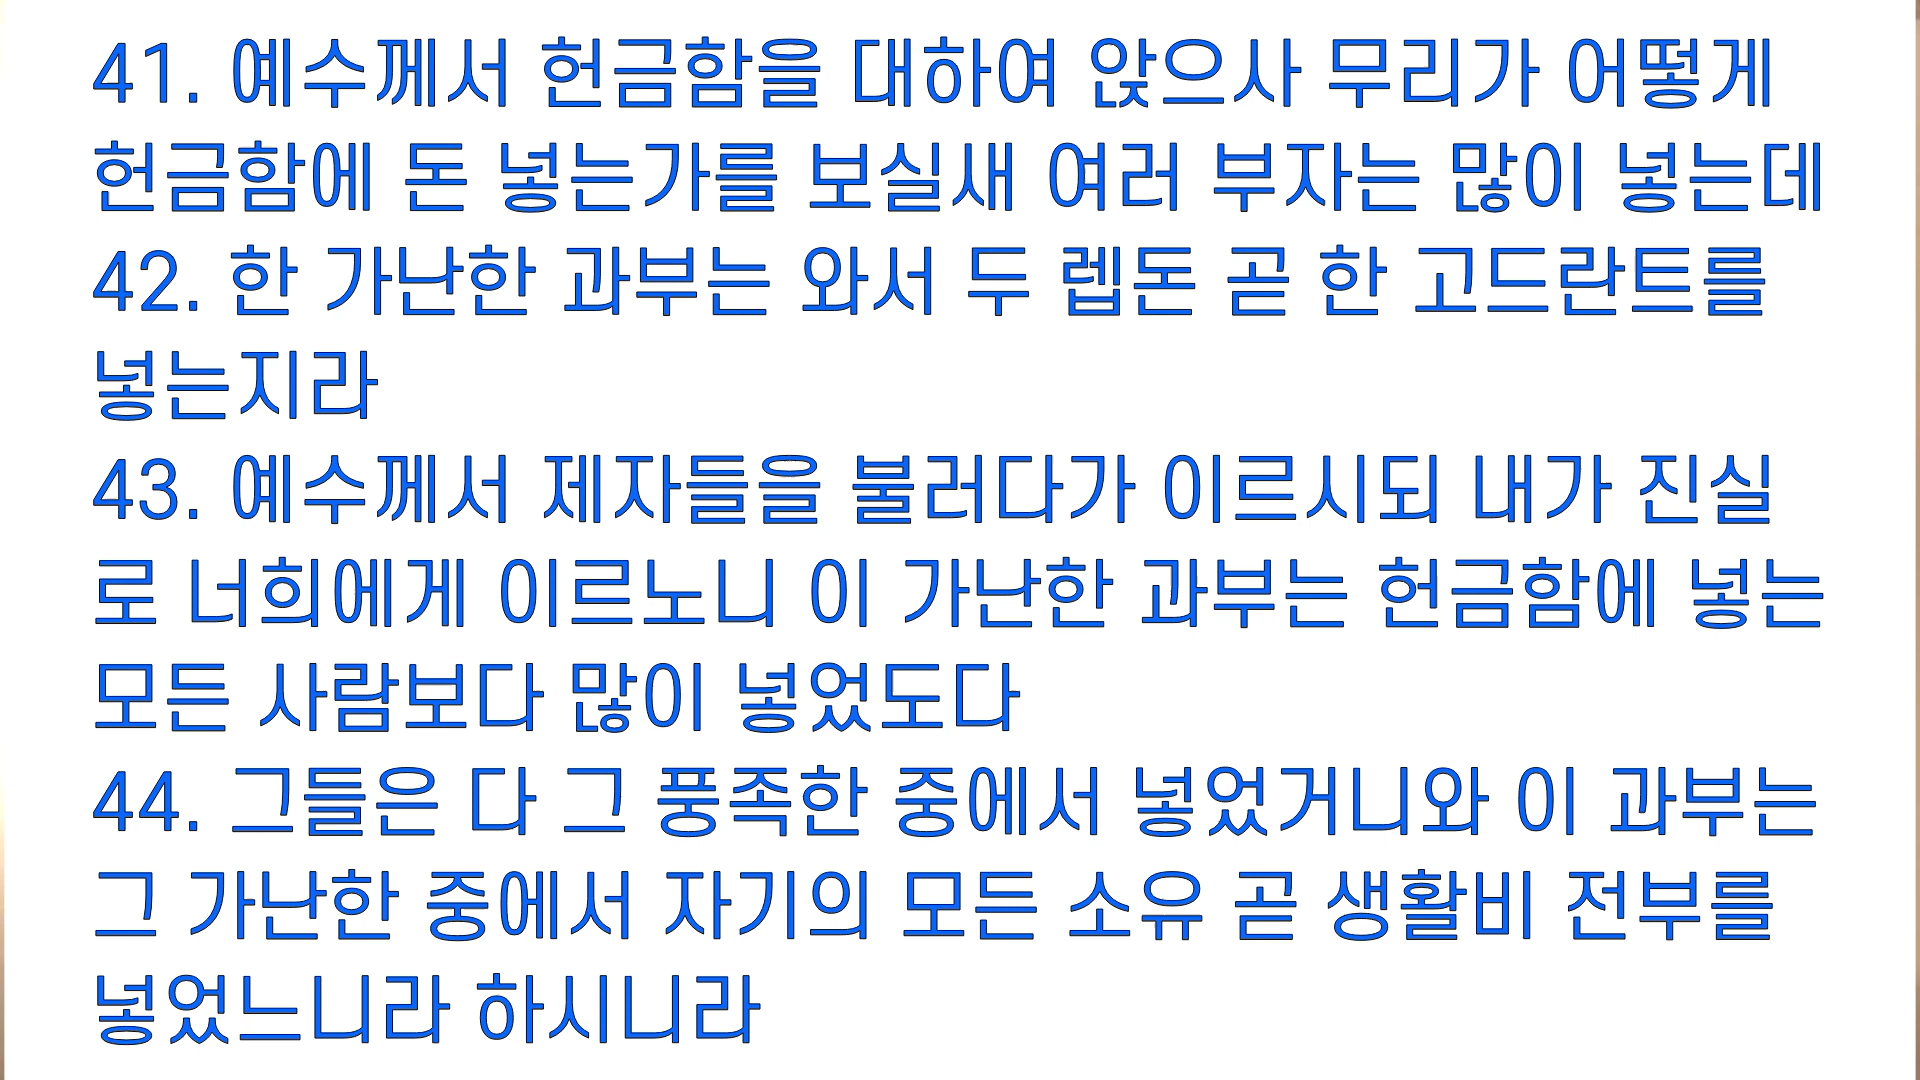 41. 예수께서 헌금함을 대하여 앉으사 무리가 어떻게
헌금함에 돈 넣는가를 보실새 여러 부자는 많이 넣는데
42. 한 가난한 과부는 와서 두 렙돈 곧 한 고드란트를
넣는지라
43. 예수께서 제자들을 불러다가 이르시되 내가 진실
로 너희에게 이르노니 이 가난한 과부는 헌금함에 넣는
모든 사람보다 많이 넣었도다
44. 그들은 다 그 풍족한 중에서 넣었거니와 이 과부는
그 가난한 중에서 자기의 모든 소유 곧 생활비 전부를
넣었느니라 하시니라